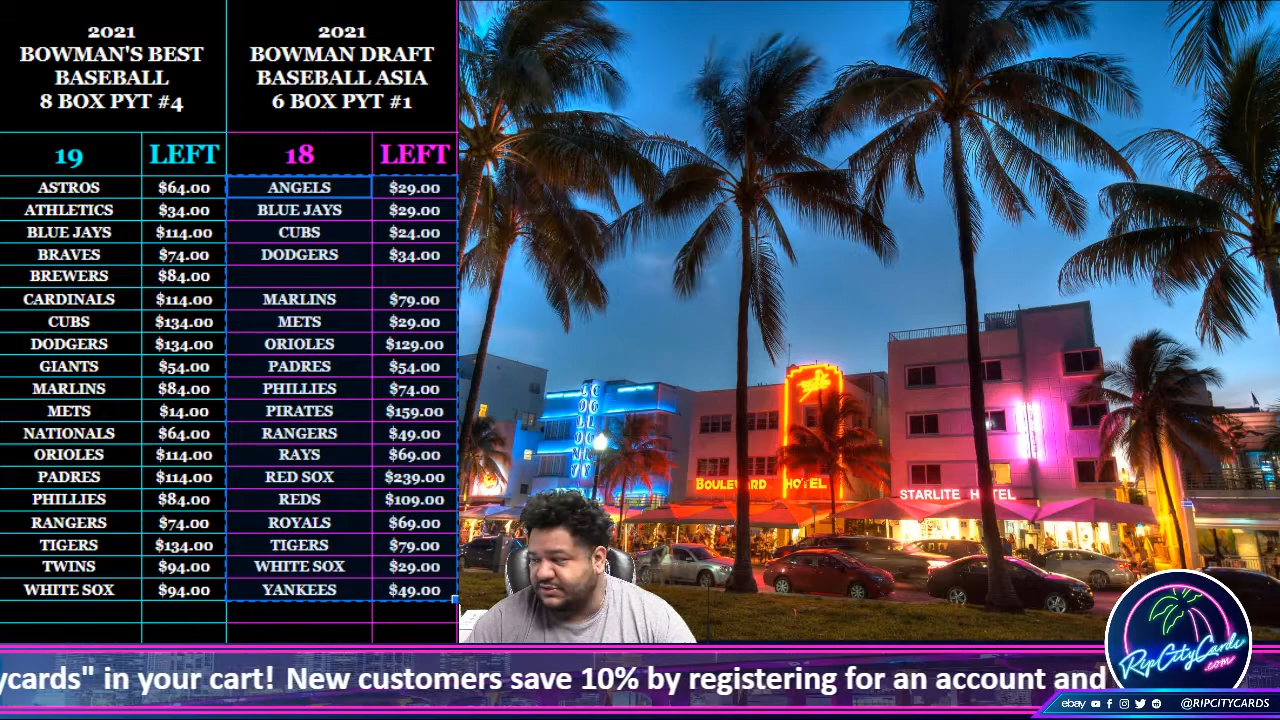 2021
BOWMAN'S BEST
BASEBALL
8 BOX PYT #4
2021
BOWMAN DRAFT
BASEBALL ASIA
6 BOX PYT #1
19 LEFT 18 LEFT
ASTROS $64.00 ANGELS $29.00
ATHLETICS $34.00 BLUE JAYS $29.00
BLUE JAYS $114.00 CUBS $24.00
BRAVES $74.00 DODGERS $34.00
BREWERS $84.00
CARDINALS $114.00 MARLINS $79.00
CUBS $134.00 METS $29.00
DODGERS $134.00 ORIOLES $129.00
GIANTS $54.00 PADRES $54.00
MARLINS $84.00 PHILLIES $74.00
METS $14.00 PIRATES $159.00
NATIONALS $64.00 RANGERS $49.00
ORIOLES $114.00 RAYS $69.00
PADRES $114.00 RED SOX $239.00
PHILLIES $84.00 REDS $109.00
RANGERS $74.00 ROYALS $69.00
TIGERS $134.00 TIGERS $79.00
TWINS $94.00 WHITE SOX $29.00
WHITE SOX $94.00 YANKEES $49.00
COLONY
BOULEVARD HOTEL
STARLITE HOTEL
ycards" in your cart! New customers save 10% by registering for an account and
RipCityCards
.com
ebay @RIPCITYCARDS